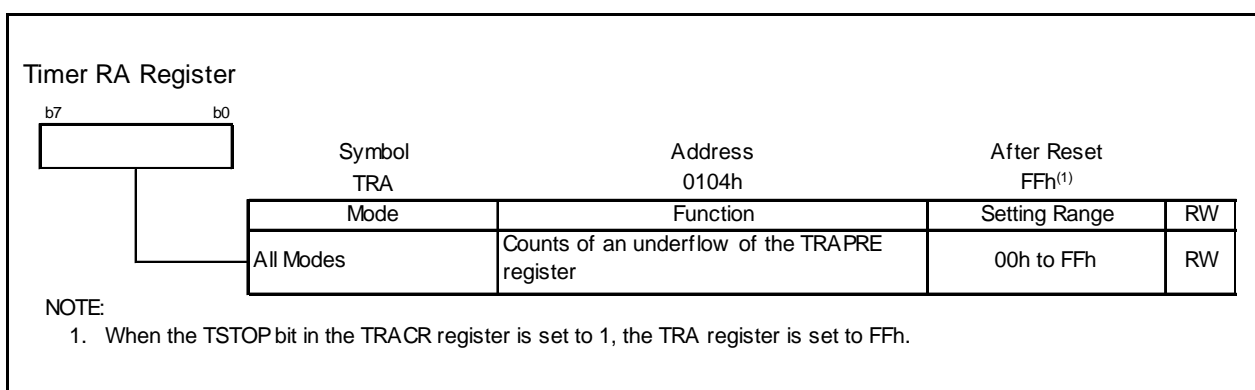 Timer RA Register
b7 b0
Symbol Address After Reset
TRA 0104h FFh(1)
Mode Function Setting Range RW
All Modes Counts of an underflow of the TRAPRE register 00h to FFh RW
NOTE:
1. When the TSTOP bit in the TRACR register is set to 1, the TRA register is set to FFh.